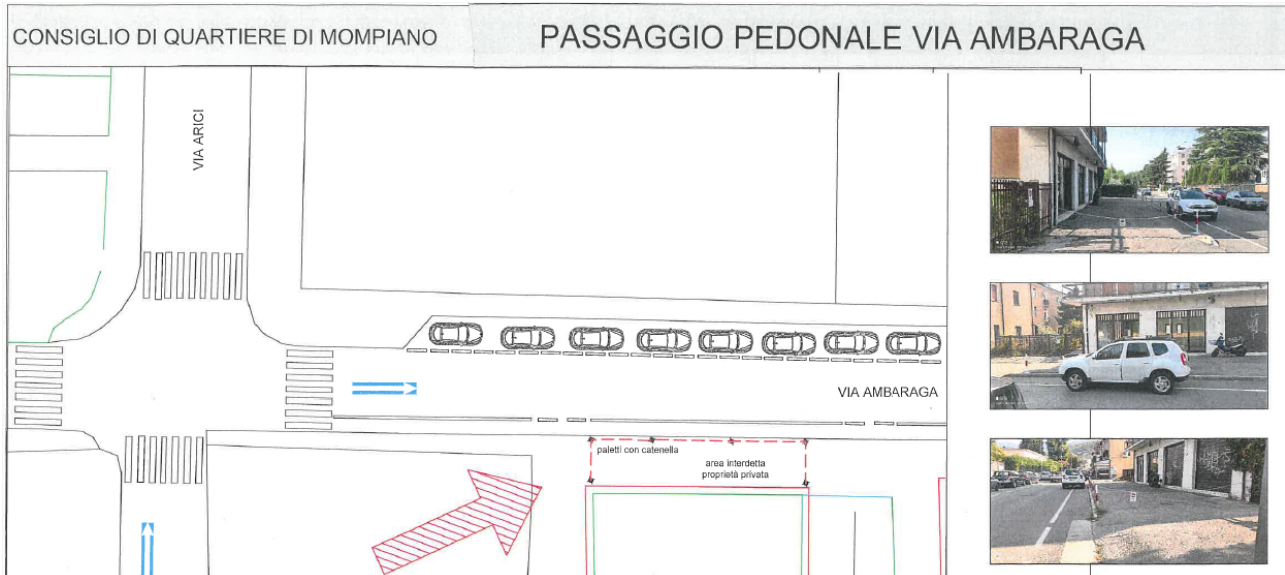 CONSIGLIO DI QUARTIERE DI MOMPIANO
PASSAGGIO PEDONALE VIA AMBARAGA
VIA ARICI
VIA AMBARAGA
paletti con catenella
area interdetta
proprietà privata